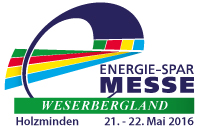 ENERGIE-SPAR
MESSE
WESERBERGLAND
Holzminden 21. - 22. Mai 2016